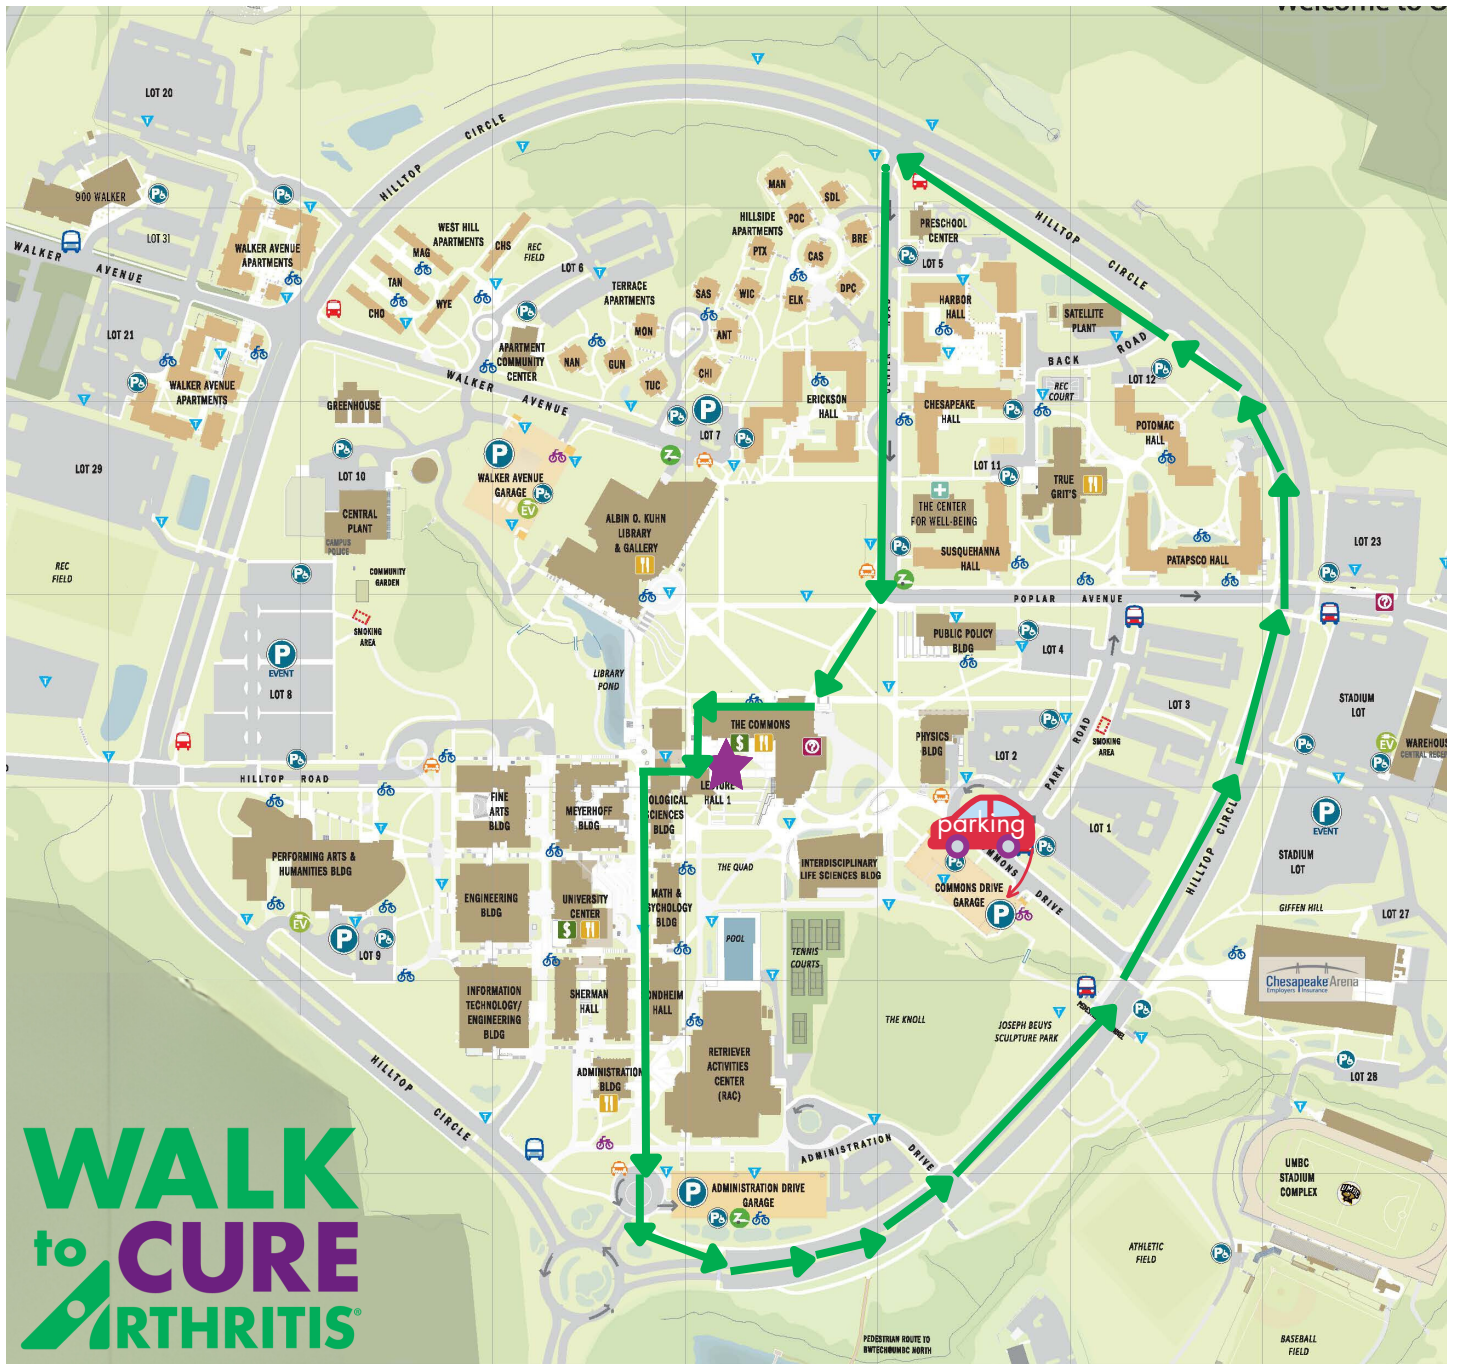 LOT 20
HILLTOP CIRCLE
900 WALKER
LOT 31
WALKER AVENUE
WALKER AVENUE
APARTMENTS
LOT 21
WALKER AVENUE
APARTMENTS
LOT 29
WEST HILL
APARTMENTS
MAG
CHS
TAN
WYE
CHO
REC
FIELD
LOT 6
TERRACE
APARTMENTS
APARTMENT
COMMUNITY
CENTER
NAN
GUN
MON
TUC
CHI
ANT
SAS
WIC
WALKER AVENUE
HILLSIDE
APARTMENTS
MAN
SDL
POC
BRE
PTX
CAS
DPC
ELK
ERICKSON
HALL
LOT 7
PRESCHOOL
CENTER
LOT 5
HILLTOP CIRCLE
HARBOR
HALL
SATELLITE
PLANT
BACK ROAD
REC
COURT
LOT 12
CHESAPEAKE
HALL
POTOMAC
HALL
LOT 11
TRUE
GRIT'S
THE CENTER
FOR WELL-BEING
SUSQUEHANNA
HALL
PATAPSCO HALL
LOT 23
GREENHOUSE
LOT 10
CENTRAL
PLANT
CAMPUS
POLICE
COMMUNITY
GARDEN
SMOKING
AREA
WALKER AVENUE
GARAGE
EV
ALBIN O. KUHN
LIBRARY
& GALLERY
LIBRARY
POND
REC
FIELD
P
EVENT
LOT 8
POPLAR AVENUE
PUBLIC POLICY
BLDG
LOT 4
LOT 3
STADIUM
LOT
THE COMMONS
PHYSICS
BLDG
LOT 2
PARK ROAD
SMOKING
AREA
EV
HILLTOP ROAD
FINE
ARTS
BLDG
MEYERHOFF
BLDG
HALL 1
THE QUAD
INTERDISCIPLINARY
LIFE SCIENCES BLDG
parking
LOT 1
COMMONS DRIVE
GARAGE
DRIVE
P
EVENT
STADIUM
LOT
GIFFEN HILL
LOT 27
PERFORMING ARTS &
HUMANITIES BLDG
EV
P
LOT 9
ENGINEERING
BLDG
UNIVERSITY
CENTER
MATH &
POOL
TENNIS
COURTS
Chesapeake Arena
Employers Insurance
INFORMATION
TECHNOLOGY/
ENGINEERING
BLDG
SHERMAN
HALL
HALL
THE KNOLL
JOSEPH BEUYS
SCULPTURE PARK
LOT 28
RETRIEVER
ACTIVITIES
CENTER
(RAC)
ADMINISTRATION
BLDG
HILLTOP CIRCLE
ADMINISTRATION DRIVE
ADMINISTRATION DRIVE
GARAGE
UMBC
STADIUM
COMPLEX
ATHLETIC
FIELD
BASEBALL
FIELD
PEDESTRIAN ROUTE TO
BWTECH@UMBC NORTH
WALK
to CURE
ARTHRITIS®